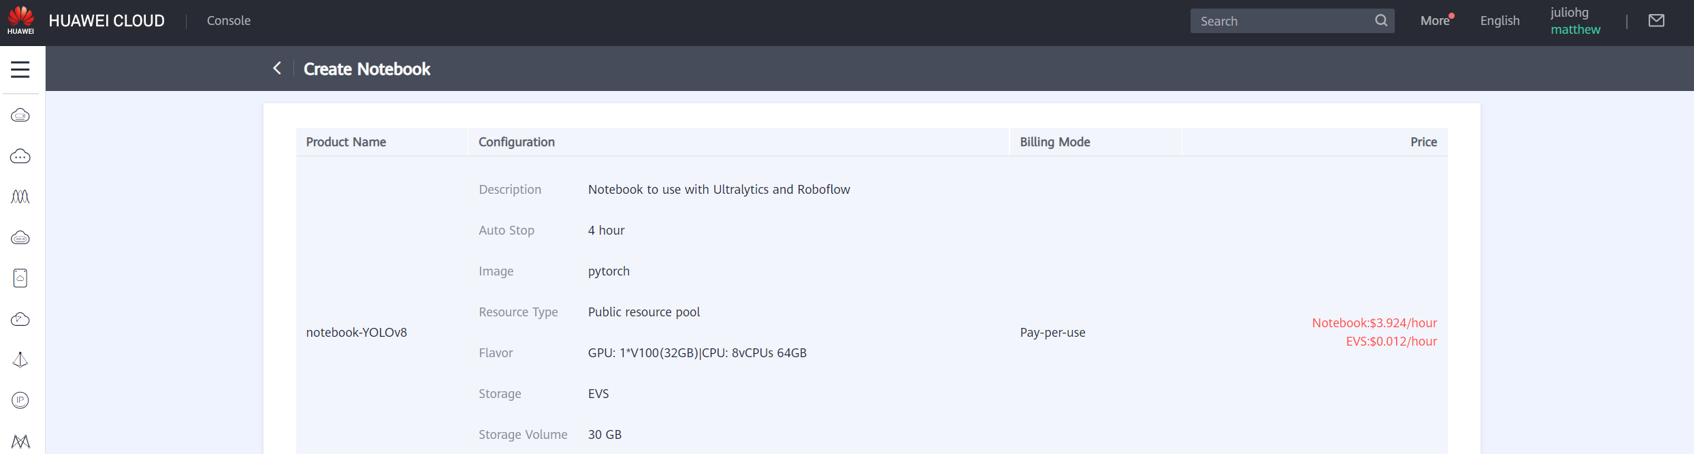 HUAWEI
HUAWEI CLOUD
Console
Search
More
English
juliohg
matthew
Create Notebook
Product Name Configuration Billing Mode Price
Description Notebook to use with Ultralytics and Roboflow
Auto Stop 4 hour
Image pytorch
Resource Type Public resource pool
notebook-YOLOv8 Pay-per-use
Notebook:$3.924/hour
EVS:$0.012/hour
Flavor GPU: 1*V100(32GB)|CPU: 8vCPUs 64GB
Storage EVS
IP
Storage Volume 30 GB